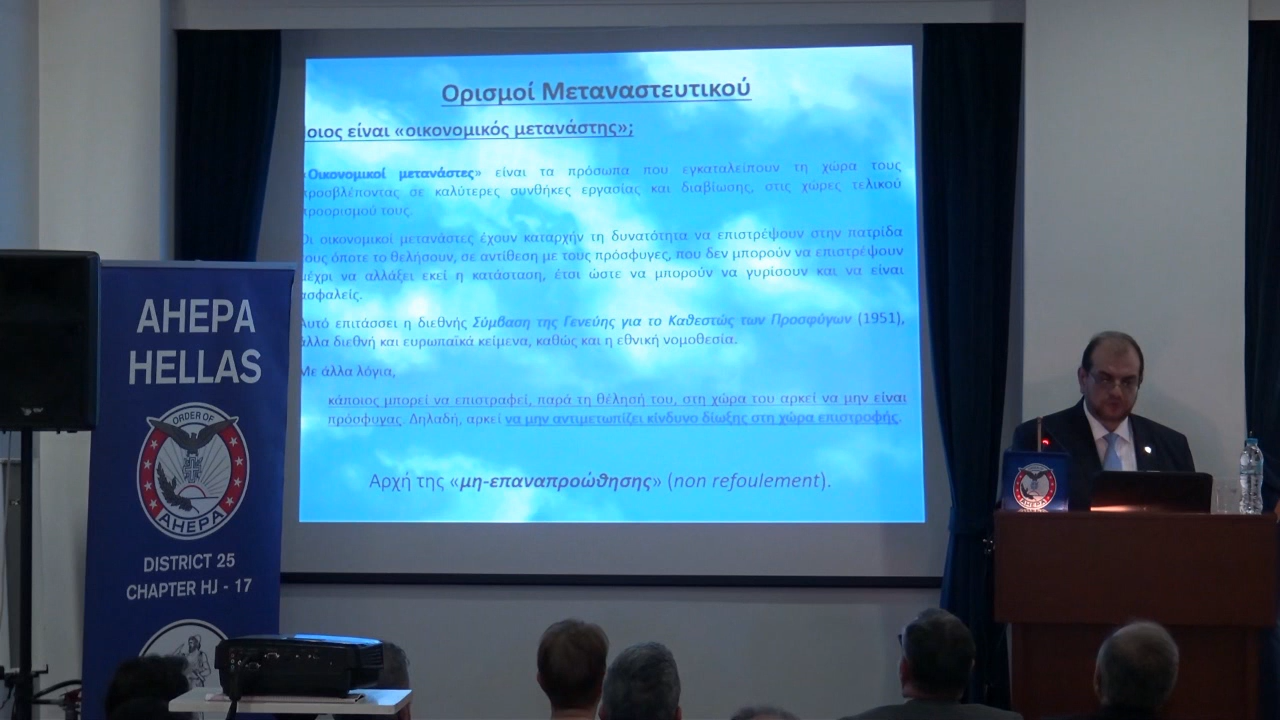 Ορισμοί Μεταναστευτικού
οιος είναι «οικονομικός μετανάστης»;
Οικονομικοί μετανάστες» είναι τα πρόσωπα που εγκαταλείπουν τη χώρα τους
προσβλέποντας σε καλύτερες συνθήκες εργασίας και διαβίωσης, στις χώρες τελικού
προορισμού τους.
Οι οικονομικοί μετανάστες έχουν καταρχήν τη δυνατότητα να επιστρέψουν στην πατρίδα
τους όποτε το θελήσουν, σε αντίθεση με τους πρόσφυγες, που δεν μπορούν να επιστρέψουν
μέχρι να αλλάξει εκεί η κατάσταση, έτσι ώστε να μπορούν να γυρίσουν και να είναι
ασφαλείς.
Αυτό επιτάσσει η διεθνής Σύμβαση της Γενεύης για το Καθεστώς των Προσφύγων (1951),
άλλα διεθνή και ευρωπαϊκά κείμενα, καθώς και η εθνική νομοθεσία.
Με άλλα λόγια,
κάποιος μπορεί να επιστραφεί, παρά τη θέλησή του, στη χώρα του αρκεί να μην είναι
πρόσφυγας. Δηλαδή, αρκεί να μην αντιμετωπίζει κίνδυνο δίωξης στη χώρα επιστροφής.
Αρχή της «μη-επαναπροώθησης» (non refoulement).
AHEPA
HELLAS
ORDER OF
AHEPA
DISTRICT 25
CHAPTER HJ - 17
AHEPA